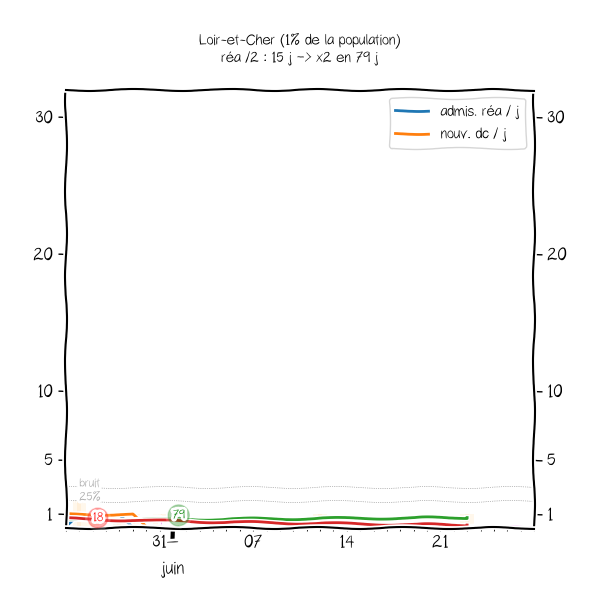 Loir-et-Cher (1% de la population)
réa /2 : 15 j -> x2 en 79 j
admis. réa / j
nouv. dc / j
30
30
20
20
10
10
5
5
bruit
25%
1
18
79
1
31
07
14
21
juin